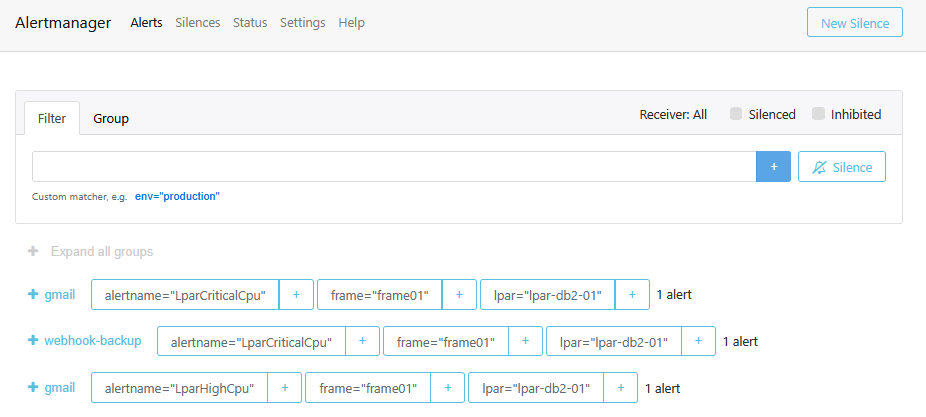 Alertmanager Alerts Silences Status Settings Help New Silence
Filter Group Receiver: All Silenced Inhibited
+ Silence
Custom matcher, e.g. env="production"
+ Expand all groups
+ gmail alertname="LparCriticalCpu" + frame="frame01" + lpar="lpar-db2-01" + 1 alert
+ webhook-backup alertname="LparCriticalCpu" + frame="frame01" + lpar="lpar-db2-01" + 1 alert
+ gmail alertname="LparHighCpu" + frame="frame01" + lpar="lpar-db2-01" + 1 alert